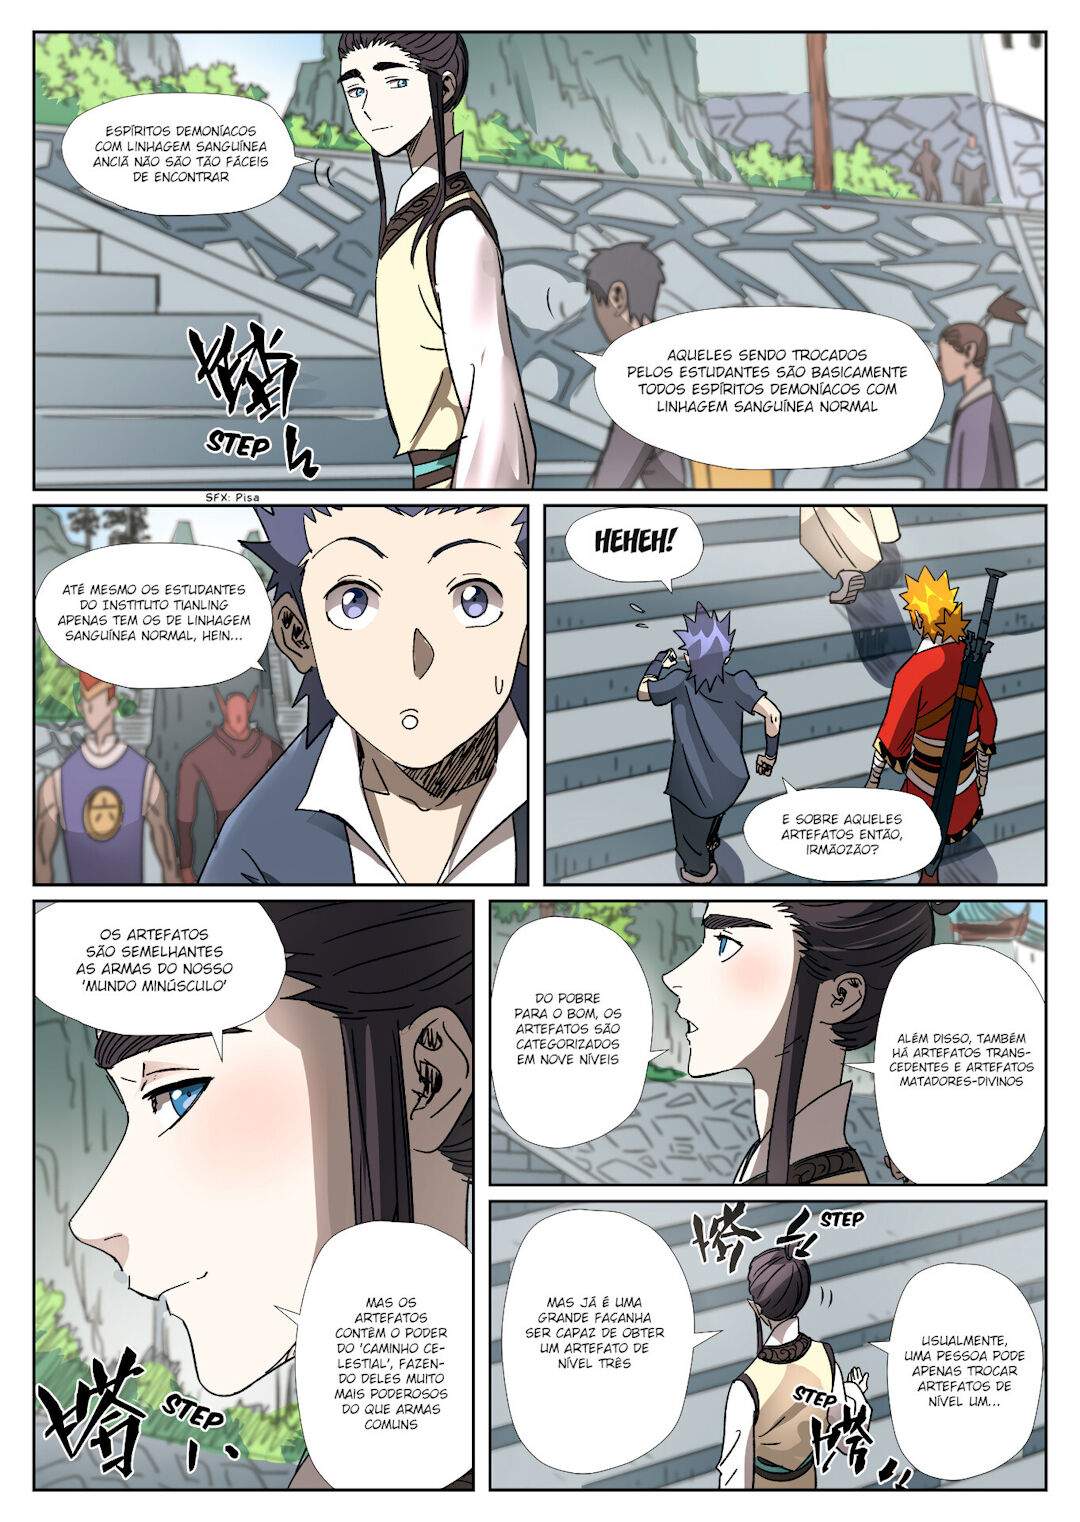 ESPÍRITOS DEMONÍACOS
COM LINHAGEM SANGUÍNEA
ANCIÃ NÃO SÃO TÃO FÁCEIS
DE ENCONTRAR
AQUELES SENDO TROCADOS
PELOS ESTUDANTES SÃO BASICAMENTE
TODOS ESPÍRITOS DEMONÍACOS COM
LINHAGEM SANGUÍNEA NORMAL
STEP
SFX: Pisa
ATÉ MESMO OS ESTUDANTES
DO INSTITUTO TIANLING
APENAS TEM OS DE LINHAGEM
SANGUÍNEA NORMAL, HEIN...
HEHEH!
E SOBRE AQUELES
ARTEFATOS ENTÃO,
IRMÃOZÃO?
OS ARTEFATOS
SÃO SEMELHANTES
AS ARMAS DO NOSSO
'MUNDO MINÚSCULO'
MAS OS
ARTEFATOS
CONTÊM O PODER
DO 'CAMINHO CE-
LESTIAL', FAZEN-
DO DELES MUITO
MAIS PODEROSOS
DO QUE ARMAS
COMUNS
塔
STEP
DO POBRE
PARA O BOM, OS
ARTEFATOS SÃO
CATEGORIZADOS
EM NOVE NÍVEIS
ALÉM DISSO, TAMBÉM
HÁ ARTEFATOS TRANS-
CEDENTES E ARTEFATOS
MATADORES-DIVINOS
塔
STEP
MAS JÁ É UMA
GRANDE FAÇANHA
SER CAPAZ DE OBTER
UM ARTEFATO DE
NÍVEL TRÊS
USUALMENTE,
UMA PESSOA PODE
APENAS TROCAR
ARTEFATOS DE
NÍVEL UM...
STEP
塔